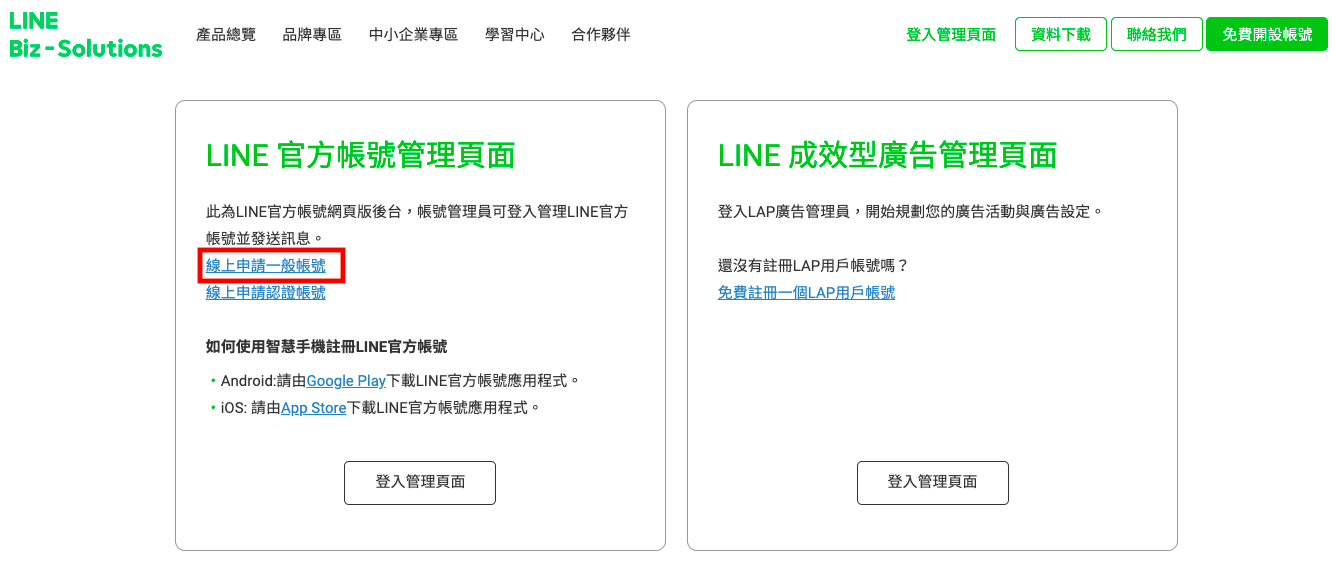 LINE
Biz-Solutions
產品總覽 品牌專區 中小企業專區 學習中心 合作夥伴 登入管理頁面 資料下載 聯絡我們 免費開設帳號
LINE 官方帳號管理頁面
此為LINE官方帳號網頁版後台，帳號管理員可登入管理LINE官方
帳號並發送訊息。
線上申請一般帳號
線上申請認證帳號
如何使用智慧手機註冊LINE官方帳號
• Android:請由Google Play下載LINE官方帳號應用程式。
• iOS: 請由App Store下載LINE官方帳號應用程式。
登入管理頁面
LINE 成效型廣告管理頁面
登入LAP廣告管理員，開始規劃您的廣告活動與廣告設定。
還沒有註冊LAP用戶帳號嗎？
免費註冊一個LAP用戶帳號
登入管理頁面